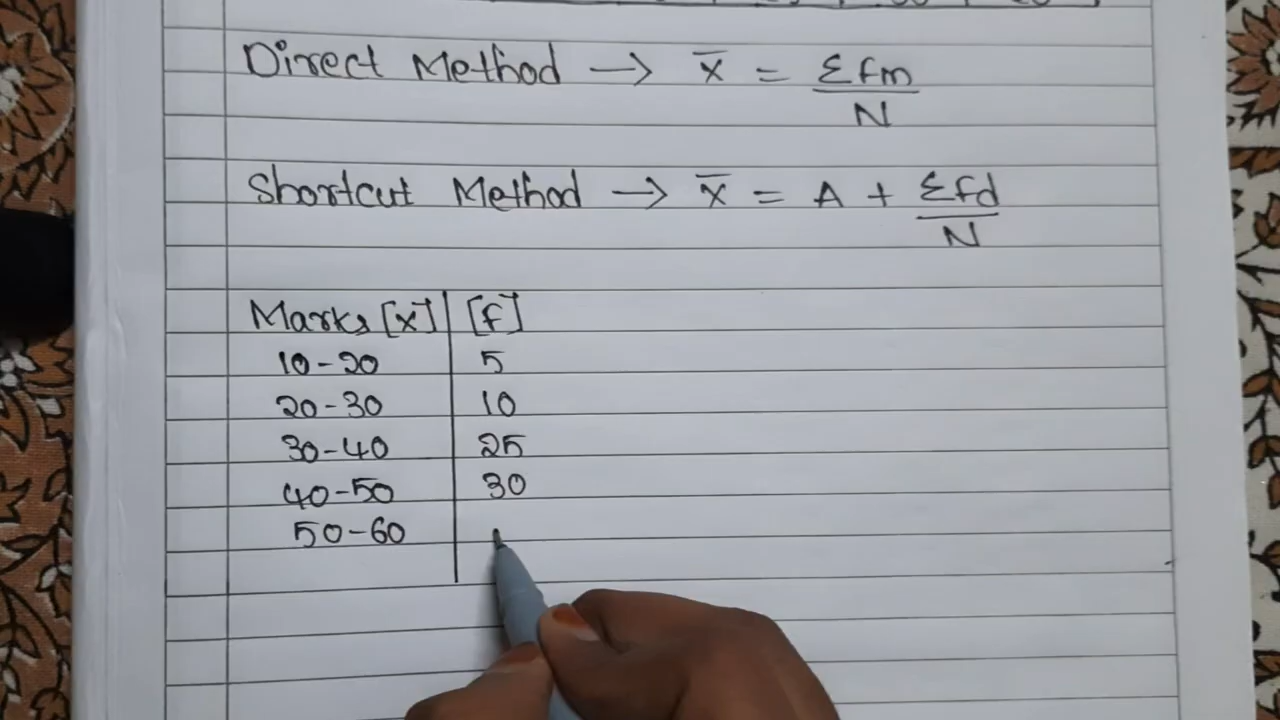 Direct Method → x̄ = Σfm / N
Shortcut Method → x̄ = A + Σfd / N
Marks [x] [f]
10-20 5
20-30 10
30-40 25
40-50 30
50-60